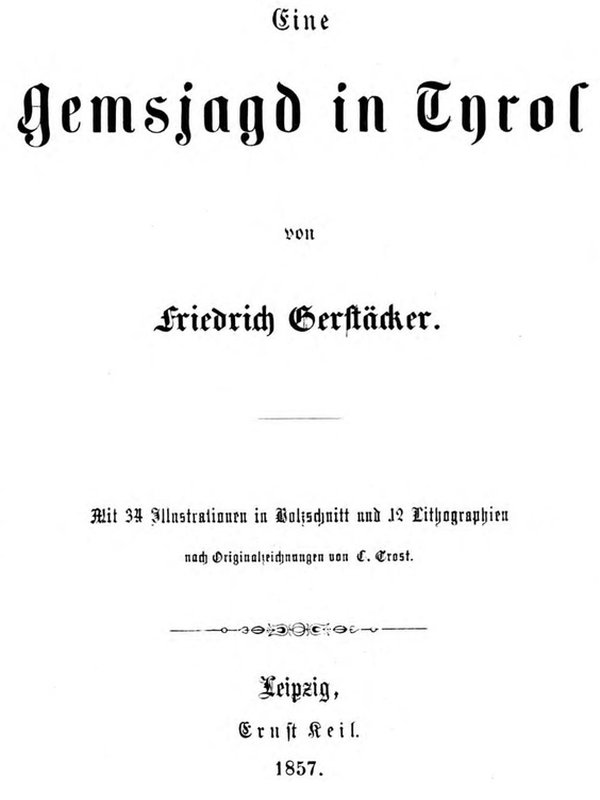 Eine
Gemsjagd in Tyrol
von
Friedrich Gerstäcker.
Mit 34 Illustrationen in Holzschnitt und 12 Lithographien
nach Originalzeichnungen von C. Trost.
Leipzig,
Ernst Keil.
1857.